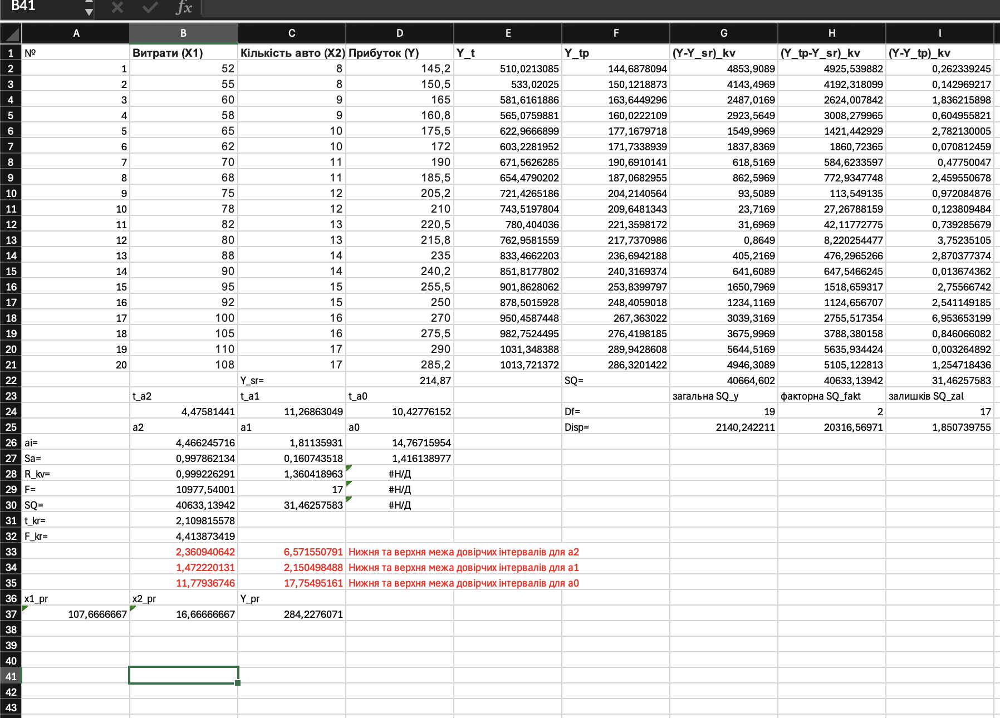 B41 fx
A B C D E F G H I
1 № Витрати (X1) Кількість авто (X2) Прибуток (Y) Y_t Y_tp (Y-Y_sr)_kv (Y_tp-Y_sr)_kv (Y-Y_tp)_kv
2 1 52 8 145,2 510,0213085 144,6878094 4853,9089 4925,539882 0,262339245
3 2 55 8 150,5 533,02025 150,1218873 4143,4969 4192,318099 0,142969217
4 3 60 9 165 581,6161886 163,6449296 2487,0169 2624,007842 1,836215898
5 4 58 9 160,8 565,0759881 160,0222109 2923,5649 3008,279965 0,604955821
6 5 65 10 175,5 622,9666899 177,1679718 1549,9969 1421,442929 2,782130005
7 6 62 10 172 603,2281952 171,7338939 1837,8369 1860,72365 0,070812459
8 7 70 11 190 671,5626285 190,6910141 618,5169 584,6233597 0,47750047
9 8 68 11 185,5 654,4790202 187,0682955 862,5969 772,9347748 2,459550678
10 9 75 12 205,2 721,4265186 204,2140564 93,5089 113,549135 0,972084876
11 10 78 12 210 743,5197804 209,6481343 23,7169 27,26788159 0,123809484
12 11 82 13 220,5 780,404036 221,3598172 31,6969 42,11772775 0,739285679
13 12 80 13 215,8 762,9581559 217,7370986 0,8649 8,220254477 3,75235105
14 13 88 14 235 833,4662203 236,6942188 405,2169 476,2965266 2,870377374
15 14 90 14 240,2 851,8177802 240,3169374 641,6089 647,5466245 0,013674362
16 15 95 15 255,5 901,8628062 253,8399797 1650,7969 1518,659317 2,75566742
17 16 92 15 250 878,5015928 248,4059018 1234,1169 1124,656707 2,541149185
18 17 100 16 270 950,4587448 267,363022 3039,3169 2755,517354 6,953653199
19 18 105 16 275,5 982,7524495 276,4198185 3675,9969 3788,380158 0,846066082
20 19 110 17 290 1031,348388 289,9428608 5644,5169 5635,934424 0,003264892
21 20 108 17 285,2 1013,721372 286,3201422 4946,3089 5105,122813 1,254718436
22 Y_sr= 214,87 SQ= 40664,602 40633,13942 31,46257583
23 t_a2 t_a1 t_a0 загальна SQ_y факторна SQ_fakt залишків SQ_zal
24 4,47581441 11,26863049 10,42776152 Df= 19 2 17
25 a2 a1 a0 Disp= 2140,242211 20316,56971 1,850739755
26 ai= 4,466245716 1,81135931 14,76715954
27 Sa= 0,997862134 0,160743518 1,416138977
28 R_kv= 0,999226291 1,360418963 #Н/Д
29 F= 10977,54001 17 #Н/Д
30 SQ= 40633,13942 31,46257583 #Н/Д
31 t_kr= 2,109815578
32 F_kr= 4,413873419
33 2,360940642 6,571550791 Нижня та верхня межа довірчих інтервалів для a2
34 1,472220131 2,150498488 Нижня та верхня межа довірчих інтервалів для a1
35 11,77936746 17,75495161 Нижня та верхня межа довірчих інтервалів для a0
36 x1_pr x2_pr Y_pr
37 107,6666667 16,66666667 284,2276071
38
39
40
41
42
43